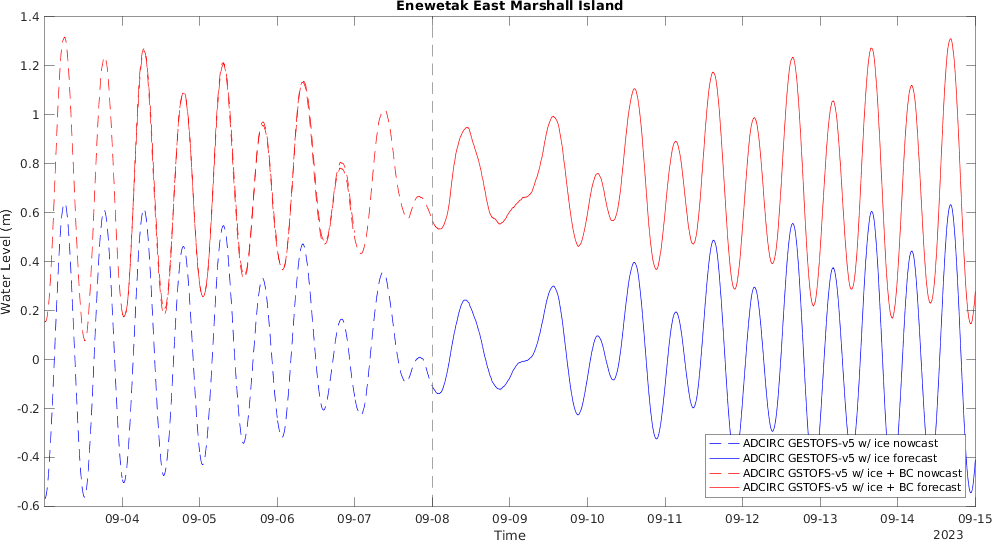 Enewetak East Marshall Island
1.4
1.2
1
0.8
0.6
0.4
0.2
0
-0.2
-0.4
-0.6
Water Level (m)
ADCIRC GESTOFS-v5 w/ ice nowcast
ADCIRC GESTOFS-v5 w/ ice forecast
ADCIRC GSTOFS-v5 w/ ice + BC nowcast
ADCIRC GSTOFS-v5 w/ ice + BC forecast
09-04 09-05 09-06 09-07 09-08 09-09 09-10 09-11 09-12 09-13 09-14 09-15
Time
2023